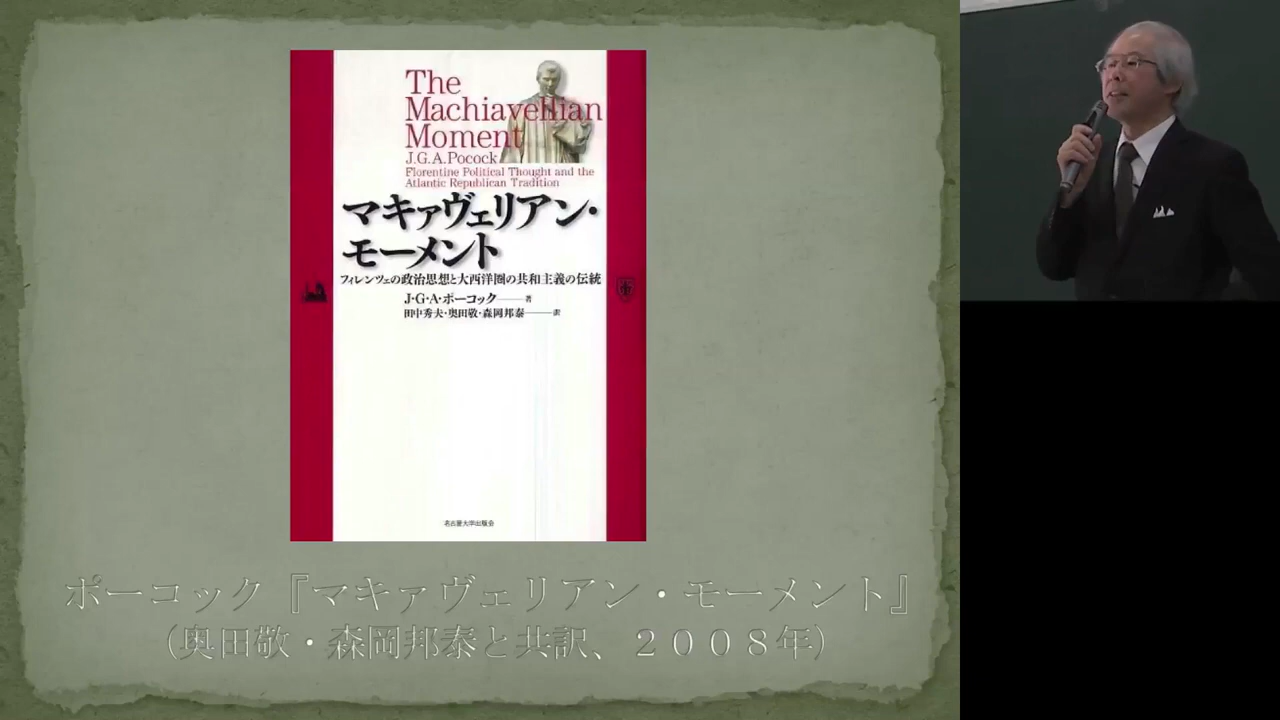 The
Machiavellian
Moment
J.G.A.Pocock
Florentine Political Thought and the
Atlantic Republican Tradition
マキァヴェリアン・
モーメント
フィレンツェの政治思想と大西洋圏の共和主義の伝統
J・G・A・ポーコック――著
田中秀夫・奥田敬・森岡邦泰――訳
名古屋大学出版会
ポーコック『マキァヴェリアン・モーメント』
（奥田敬・森岡邦泰と共訳、２００８年）